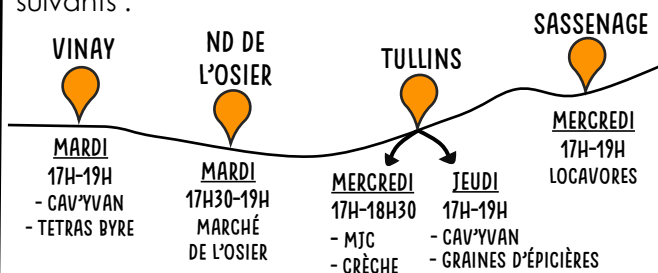 suivants :
VINAY
MARDI
17H-19H
- CAV'YVAN
- TETRAS BYRE
ND DE
L'OSIER
MARDI
17H30-19H
MARCHÉ
DE L'OSIER
TULLINS
MERCREDI
17H-18H30
- MJC
- CRÈCHE
JEUDI
17H-19H
- CAV'YVAN
- GRAINES D'ÉPICIÈRES
SASSENAGE
MERCREDI
17H-19H
LOCAVORES